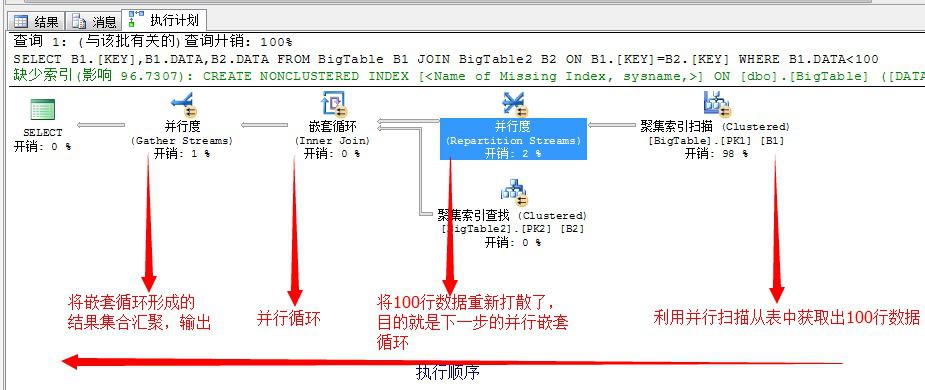 结果 消息 执行计划
查询 1: (与该批有关的)查询开销: 100%
SELECT B1.[KEY],B1.DATA,B2.DATA FROM BigTable B1 JOIN BigTable2 B2 ON B1.[KEY]=B2.[KEY] WHERE B1.DATA<100
缺少索引(影响 96.7307): CREATE NONCLUSTERED INDEX [<Name of Missing Index, sysname,>] ON [dbo].[BigTable] ([DATA
SELECT
开销: 0 %
并行度
(Gather Streams)
开销: 1 %
嵌套循环
(Inner Join)
开销: 0 %
并行度
(Repartition Streams)
开销: 2 %
聚集索引扫描 (Clustered)
[BigTable].[PK1] [B1]
开销: 98 %
聚集索引查找 (Clustered)
[BigTable2].[PK2] [B2]
开销: 0 %
将嵌套循环形成的
结果集合汇聚，输出
并行循环
将100行数据重新打散了，
目的就是下一步的并行嵌套
循环
利用并行扫描从表中获取出100行数据
执行顺序